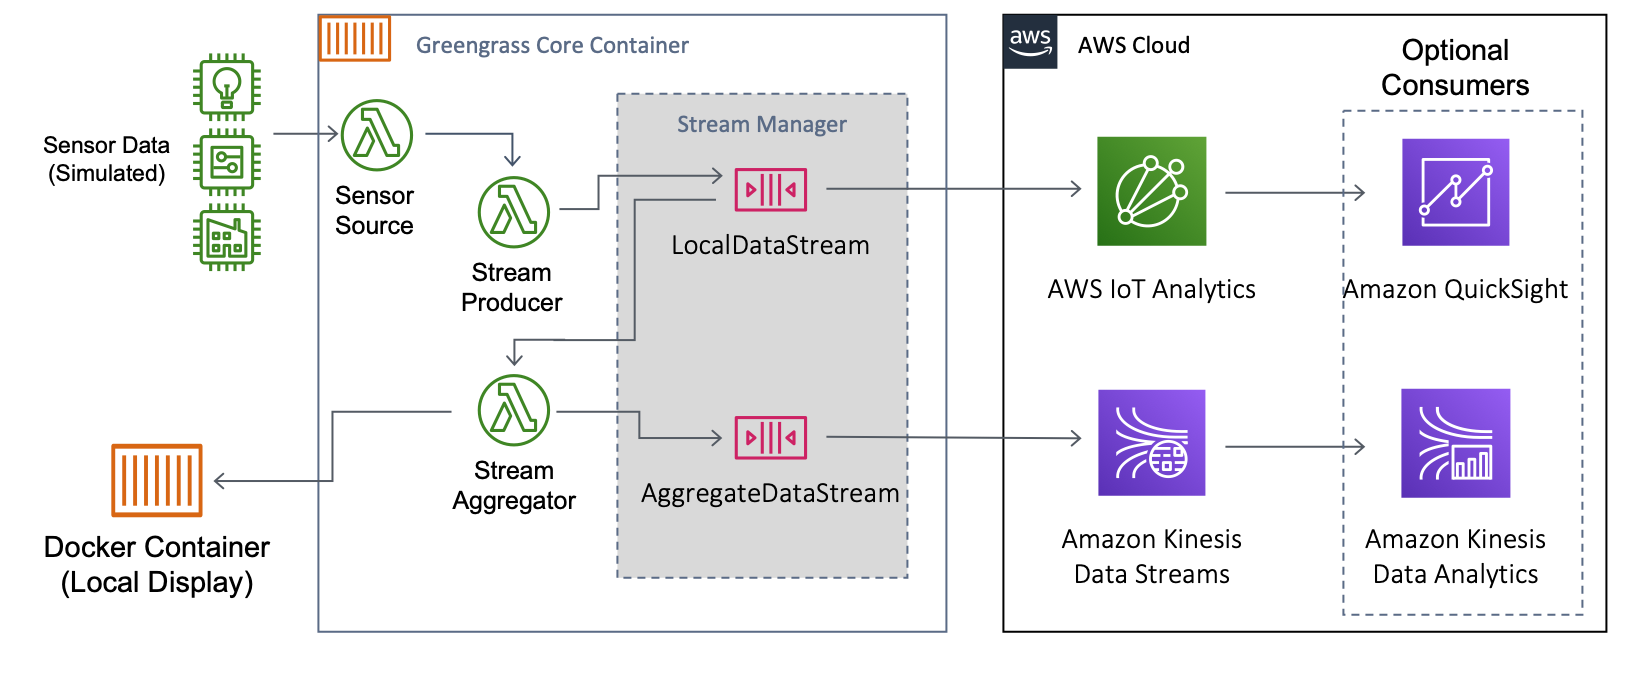 Greengrass Core Container
aws
AWS Cloud
Optional
Consumers
Sensor Data
(Simulated)
Sensor
Source
Stream Manager
Stream
Producer
LocalDataStream
AWS IoT Analytics
Amazon QuickSight
Stream
Aggregator
AggregateDataStream
Docker Container
(Local Display)
Amazon Kinesis
Data Streams
Amazon Kinesis
Data Analytics